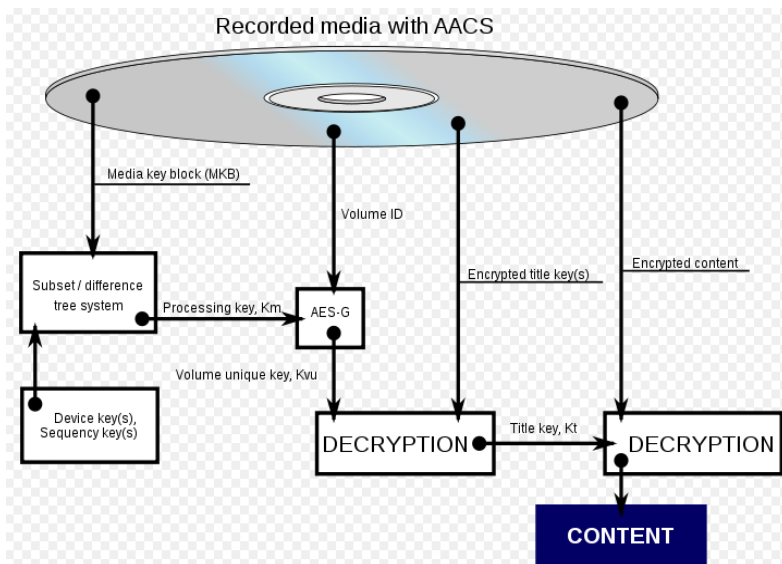 Recorded media with AACS
Media key block (MKB)
Volume ID
Encrypted title key(s)
Encrypted content
Subset / difference
tree system
Processing key, Km
AES-G
Volume unique key, Kvu
Device key(s),
Sequency key(s)
DECRYPTION
Title key, Kt
DECRYPTION
CONTENT